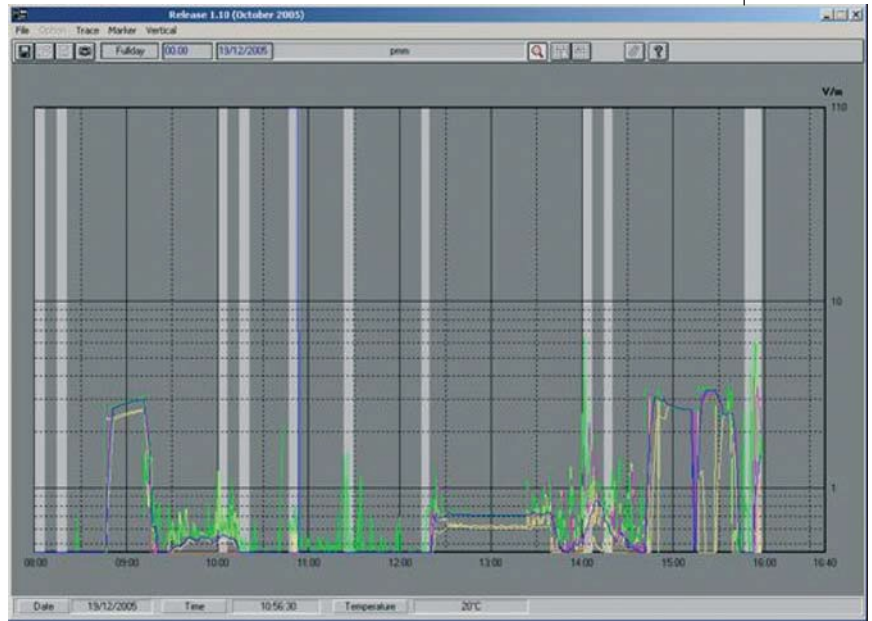 Release 1.10 (October 2005)
File Option Trace Marker Vertical
Fullday 00.00 19/12/2005 pmm
V/m
110
10
1
08:00 09:00 10:00 11:00 12:00 13:00 14:00 15:00 16:00 16:40
Date 19/12/2005 Time 10:56:30 Temperature 20°C